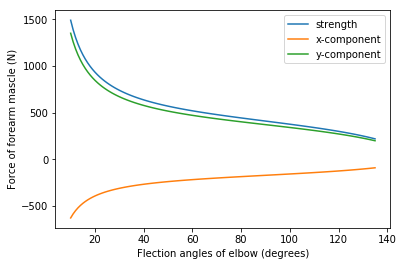 strength
x-component
y-component
Force of forearm mascle (N)
1500
1000
500
0
−500
20 40 60 80 100 120 140
Flection angles of elbow (degrees)